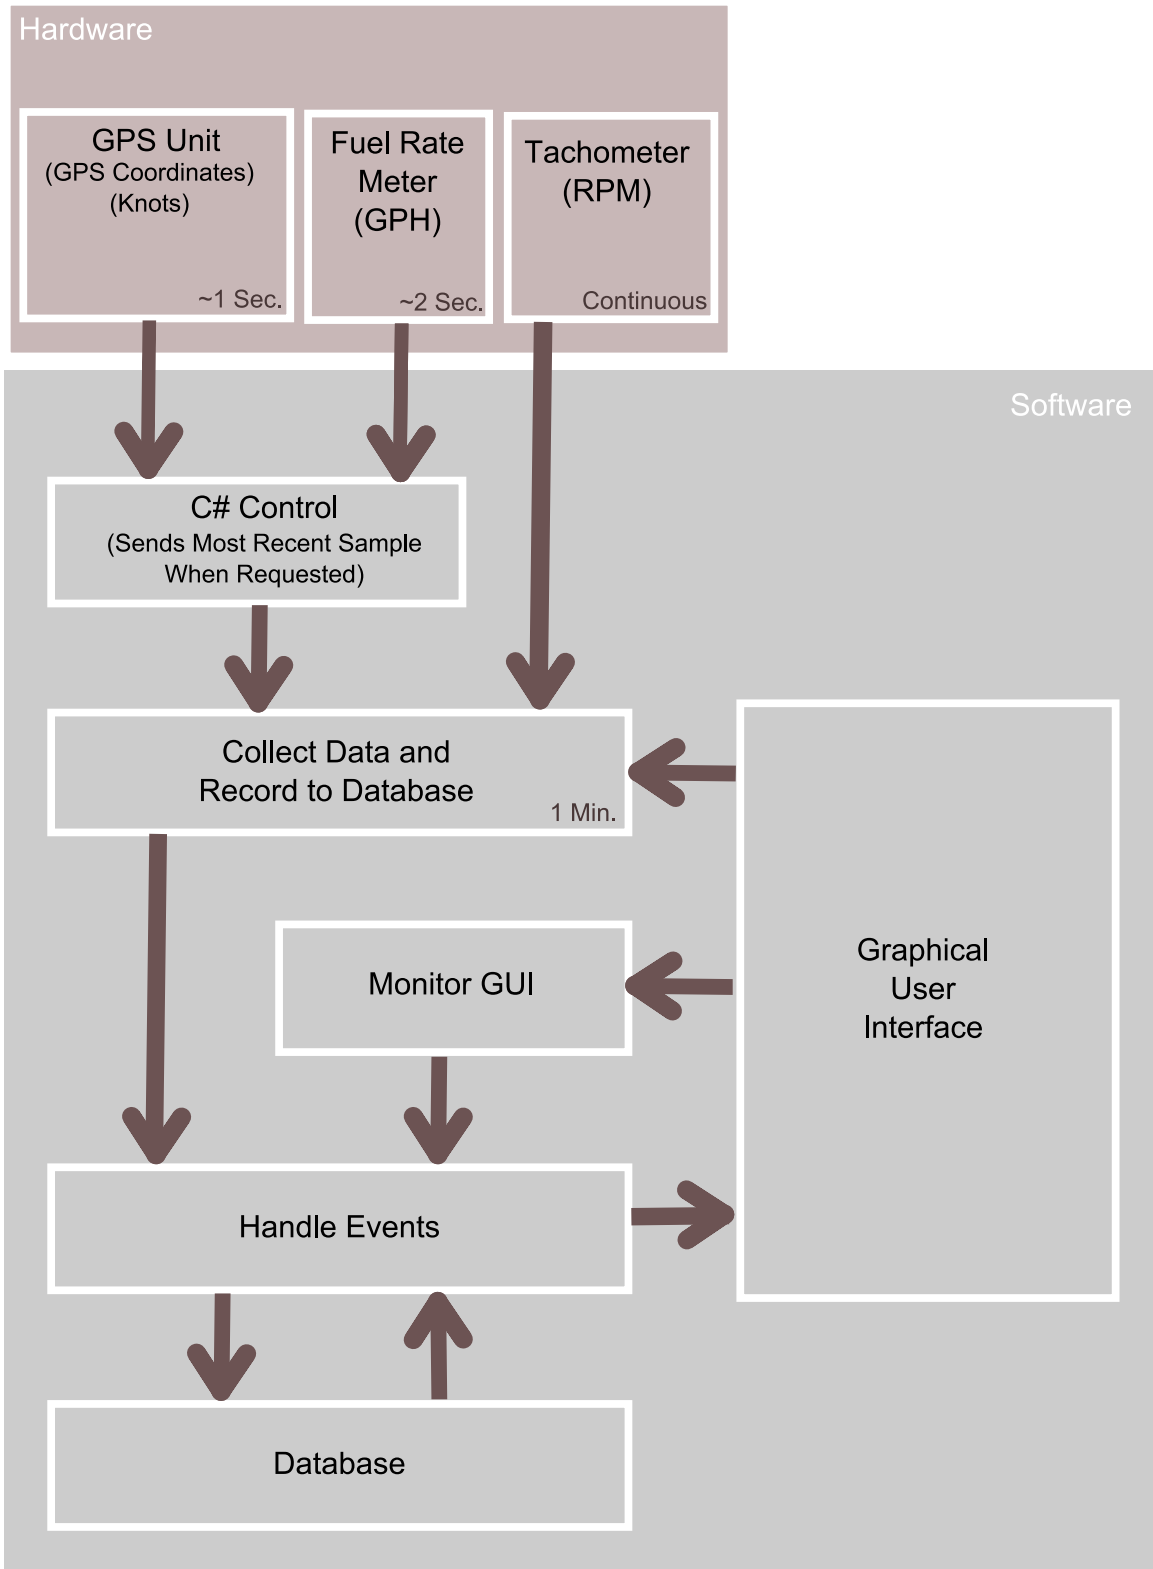 Hardware
GPS Unit
(GPS Coordinates)
(Knots)
~1 Sec.
Fuel Rate
Meter
(GPH)
~2 Sec.
Tachometer
(RPM)
Continuous
Software
C# Control
(Sends Most Recent Sample
When Requested)
Collect Data and
Record to Database
1 Min.
Monitor GUI
Graphical
User
Interface
Handle Events
Database